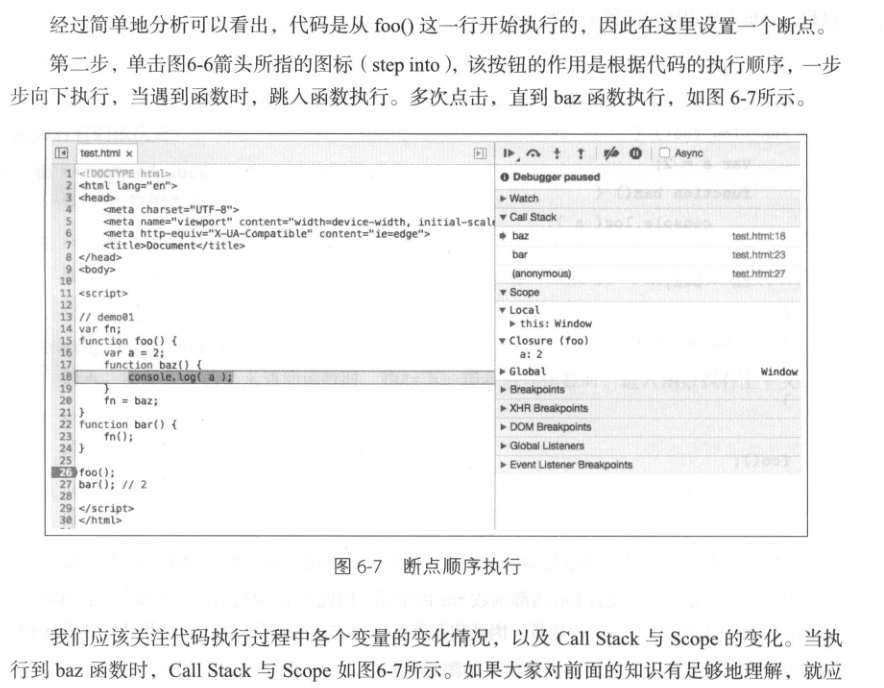 经过简单地分析可以看出，代码是从 foo() 这一行开始执行的，因此在这里设置一个断点。
第二步，单击图6-6箭头所指的图标（step into），该按钮的作用是根据代码的执行顺序，一步
步向下执行，当遇到函数时，跳入函数执行。多次点击，直到 baz 函数执行，如图 6-7所示。
test.html ×
1 <!DOCTYPE html>
2 <html lang="en">
3 <head>
4 <meta charset="UTF-8">
5 <meta name="viewport" content="width=device-width, initial-scale
6 <meta http-equiv="X-UA-Compatible" content="ie=edge">
7 <title>Document</title>
8 </head>
9 <body>
10
11 <script>
12
13 // demo01
14 var fn;
15 function foo() {
16 var a = 2;
17 function baz() {
18 console.log( a );
19 }
20 fn = baz;
21 }
22 function bar() {
23 fn();
24 }
25
26 foo();
27 bar(); // 2
28
29 </script>
30 </html>
Async
Debugger paused
Watch
Call Stack
baz test.html:18
bar test.html:23
(anonymous) test.html:27
Scope
Local
this: Window
Closure (foo)
a: 2
Global Window
Breakpoints
XHR Breakpoints
DOM Breakpoints
Global Listeners
Event Listener Breakpoints
图 6-7 断点顺序执行
我们应该关注代码执行过程中各个变量的变化情况，以及 Call Stack 与 Scope 的变化。当执
行到 baz 函数时，Call Stack 与 Scope 如图6-7所示。如果大家对前面的知识有足够地理解，就应